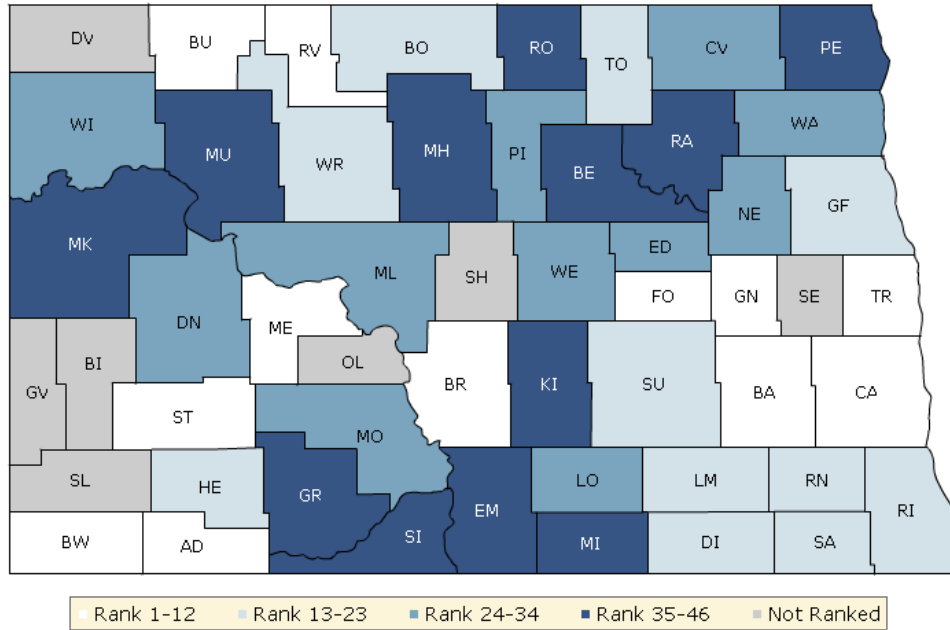 DV BU RV BO RO TO CV PE
WI MU WR MH PI BE RA WA
MK NE GF
ML SH WE ED
DN ME FO GN SE TR
GV BI OL BR KI SU BA CA
ST MO
SL HE GR LO LM RN RI
BW AD SI EM MI DI SA
Rank 1-12 Rank 13-23 Rank 24-34 Rank 35-46 Not Ranked